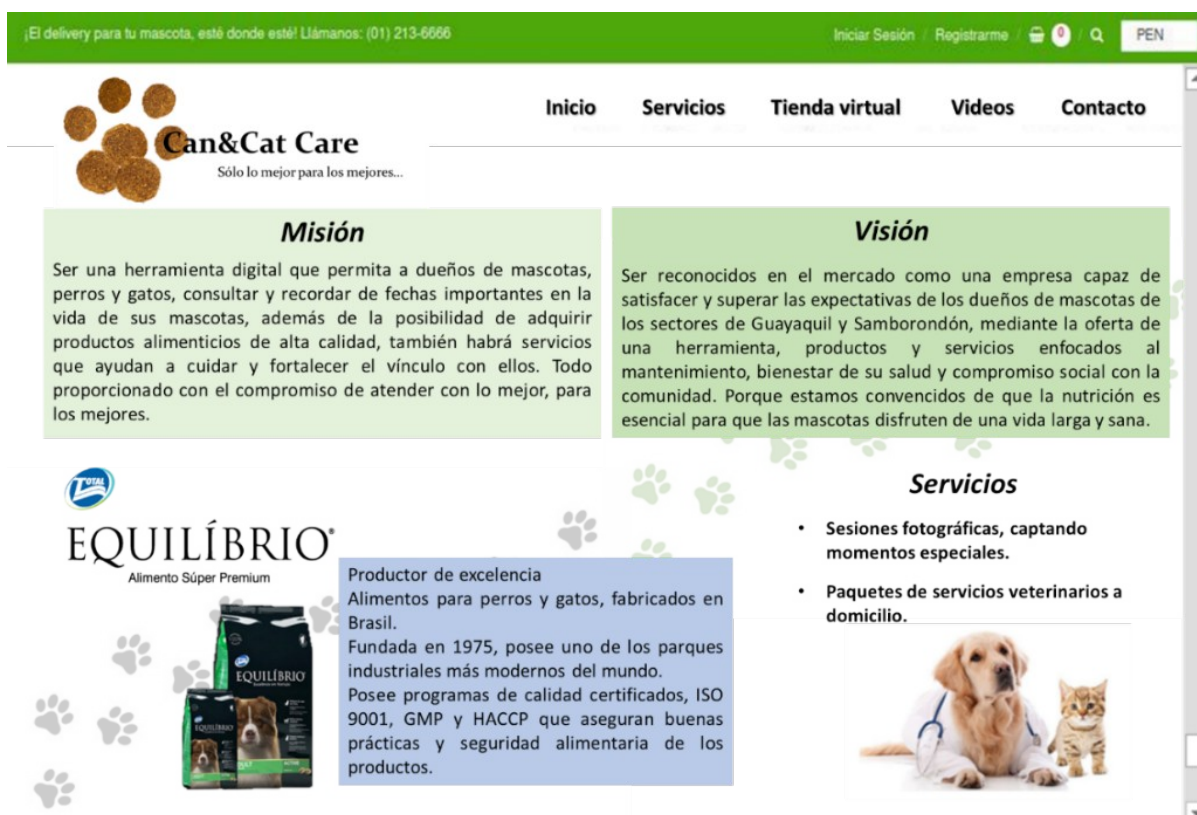 ¡El delivery para tu mascota, esté donde esté! Llámanos: (01) 213-6666
Iniciar Sesión / Registrarme / 0 / PEN
Inicio Servicios Tienda virtual Videos Contacto
Can&Cat Care
Sólo lo mejor para los mejores...
Misión
Ser una herramienta digital que permita a dueños de mascotas,
perros y gatos, consultar y recordar de fechas importantes en la
vida de sus mascotas, además de la posibilidad de adquirir
productos alimenticios de alta calidad, también habrá servicios
que ayudan a cuidar y fortalecer el vínculo con ellos. Todo
proporcionado con el compromiso de atender con lo mejor, para
los mejores.
Visión
Ser reconocidos en el mercado como una empresa capaz de
satisfacer y superar las expectativas de los dueños de mascotas de
los sectores de Guayaquil y Samborondón, mediante la oferta de
una herramienta, productos y servicios enfocados al
mantenimiento, bienestar de su salud y compromiso social con la
comunidad. Porque estamos convencidos de que la nutrición es
esencial para que las mascotas disfruten de una vida larga y sana.
TOTAL
EQUILÍBRIO®
Alimento Súper Premium
EQUILÍBRIO
EQUILÍBRIO
Productor de excelencia
Alimentos para perros y gatos, fabricados en
Brasil.
Fundada en 1975, posee uno de los parques
industriales más modernos del mundo.
Posee programas de calidad certificados, ISO
9001, GMP y HACCP que aseguran buenas
prácticas y seguridad alimentaria de los
productos.
Servicios
• Sesiones fotográficas, captando
momentos especiales.
• Paquetes de servicios veterinarios a
domicilio.